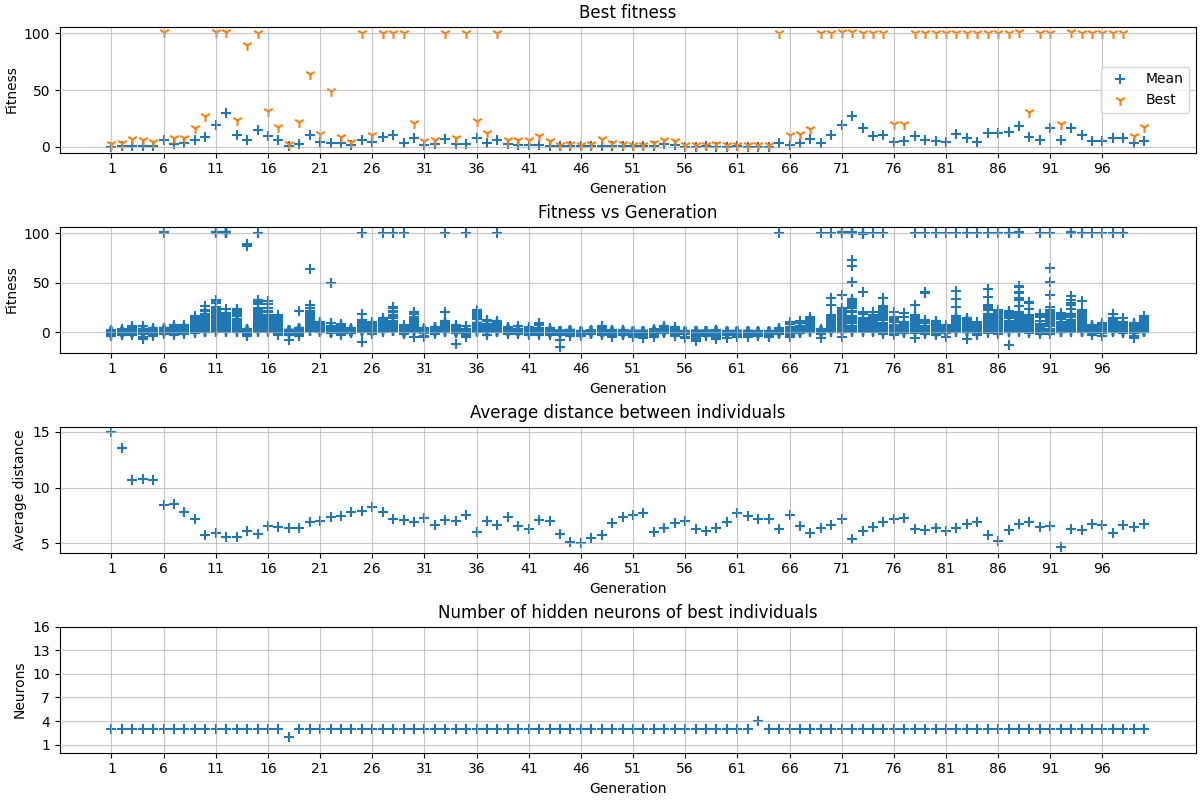 Best fitness
100
50
0
Fitness
Mean
Best
1 6 11 16 21 26 31 36 41 46 51 56 61 66 71 76 81 86 91 96
Generation
Fitness vs Generation
100
50
0
Fitness
1 6 11 16 21 26 31 36 41 46 51 56 61 66 71 76 81 86 91 96
Generation
Average distance between individuals
15
10
5
Average distance
1 6 11 16 21 26 31 36 41 46 51 56 61 66 71 76 81 86 91 96
Generation
Number of hidden neurons of best individuals
16
13
10
7
4
1
Neurons
1 6 11 16 21 26 31 36 41 46 51 56 61 66 71 76 81 86 91 96
Generation